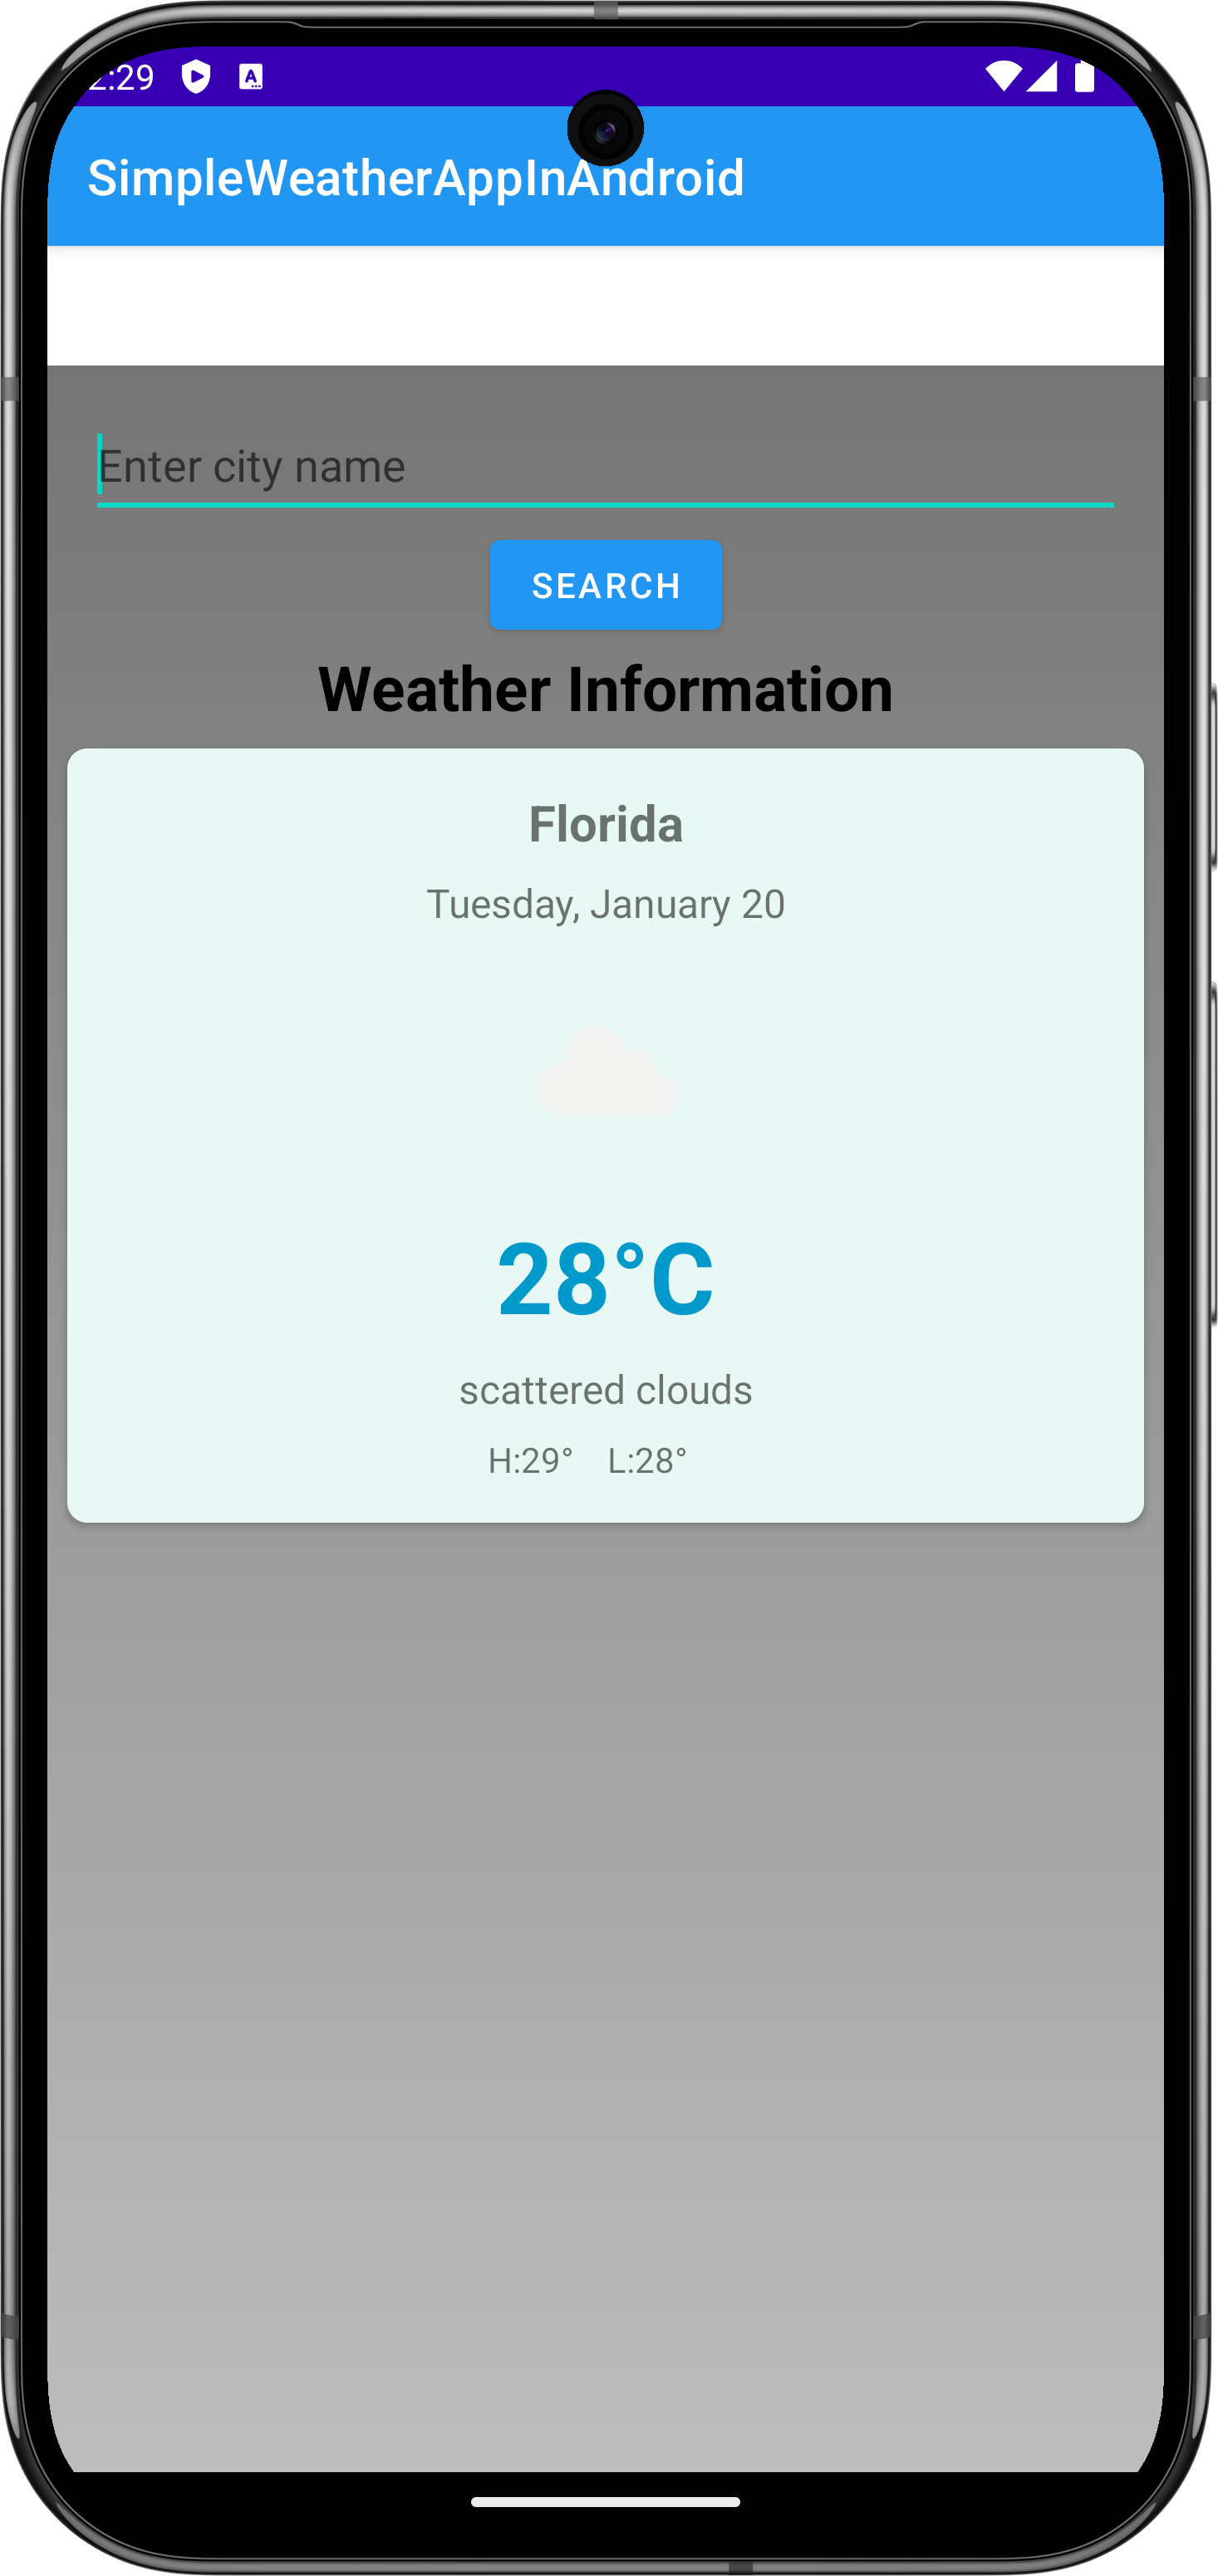 2:29
SimpleWeatherAppInAndroid
Enter city name
SEARCH
Weather Information
Florida
Tuesday, January 20
28°C
scattered clouds
H:29° L:28°